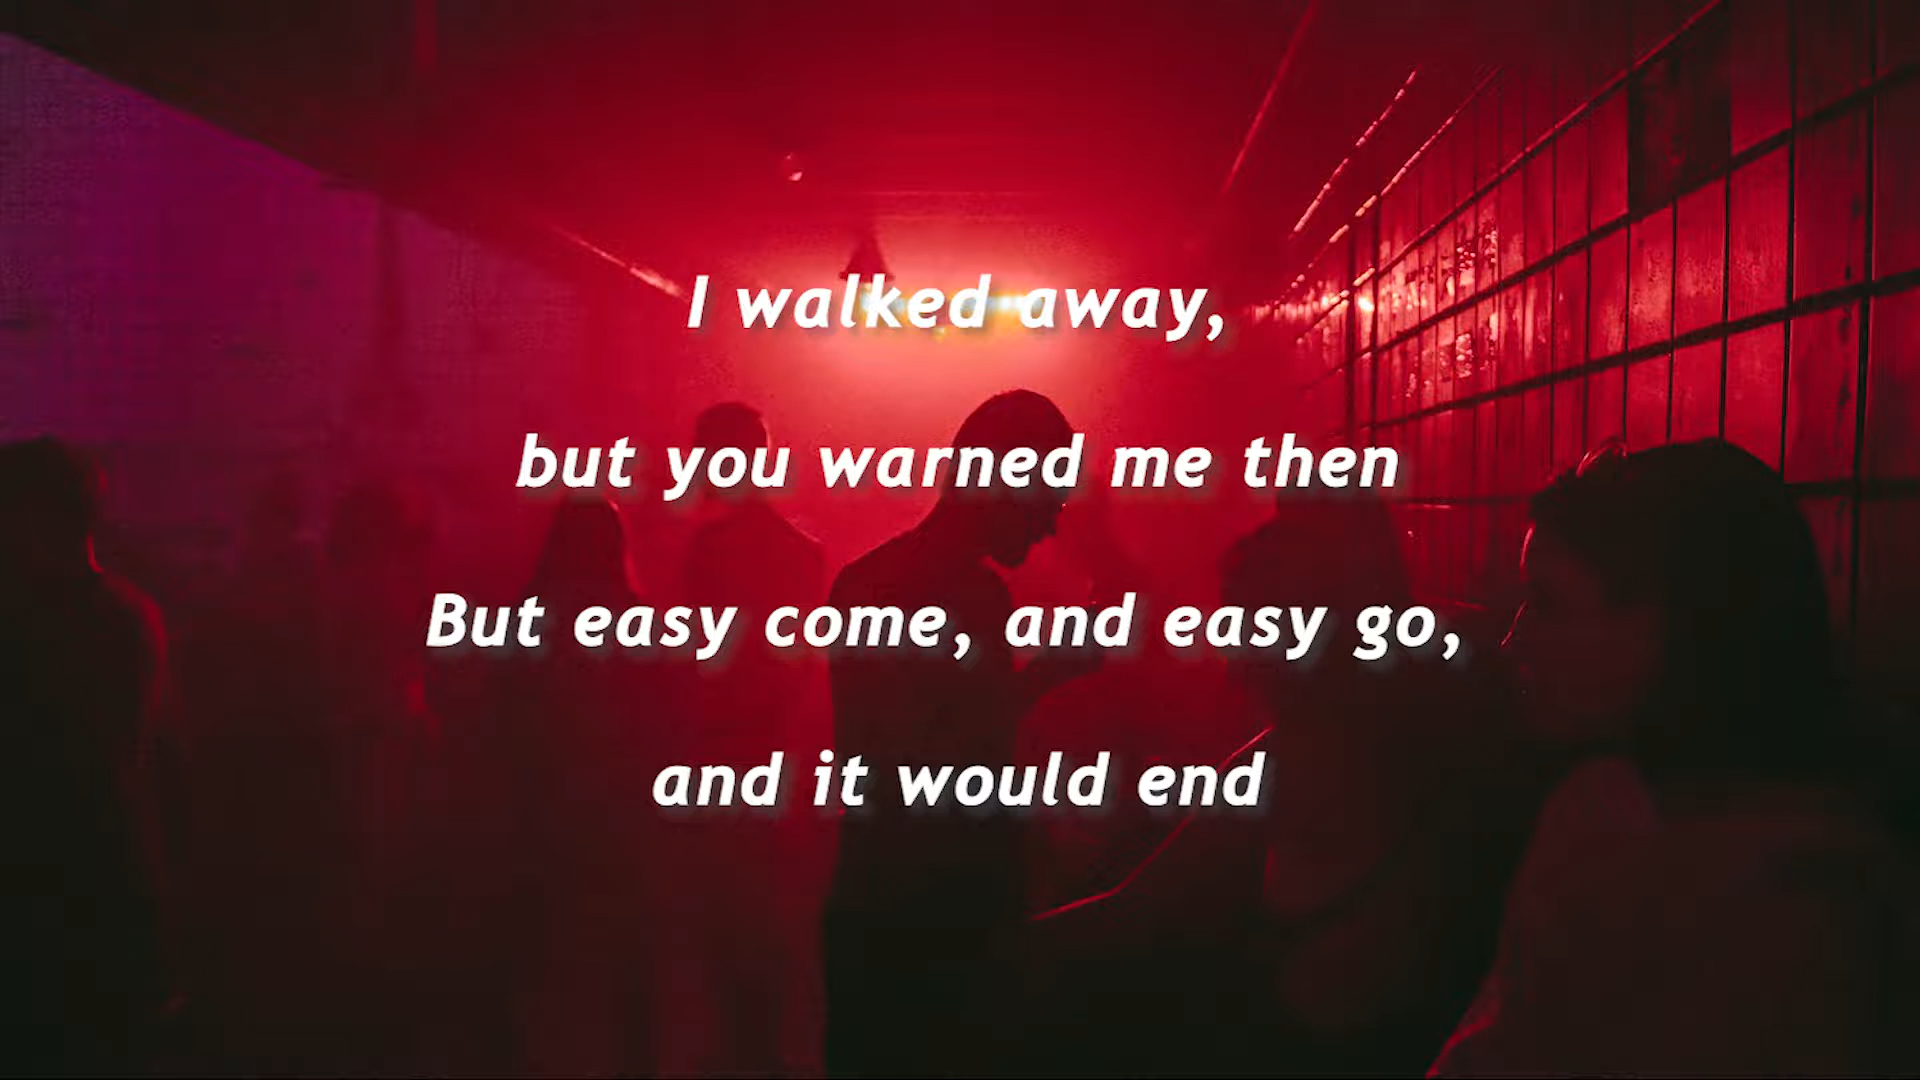 I walked away,
but you warned me then
But easy come, and easy go,
and it would end